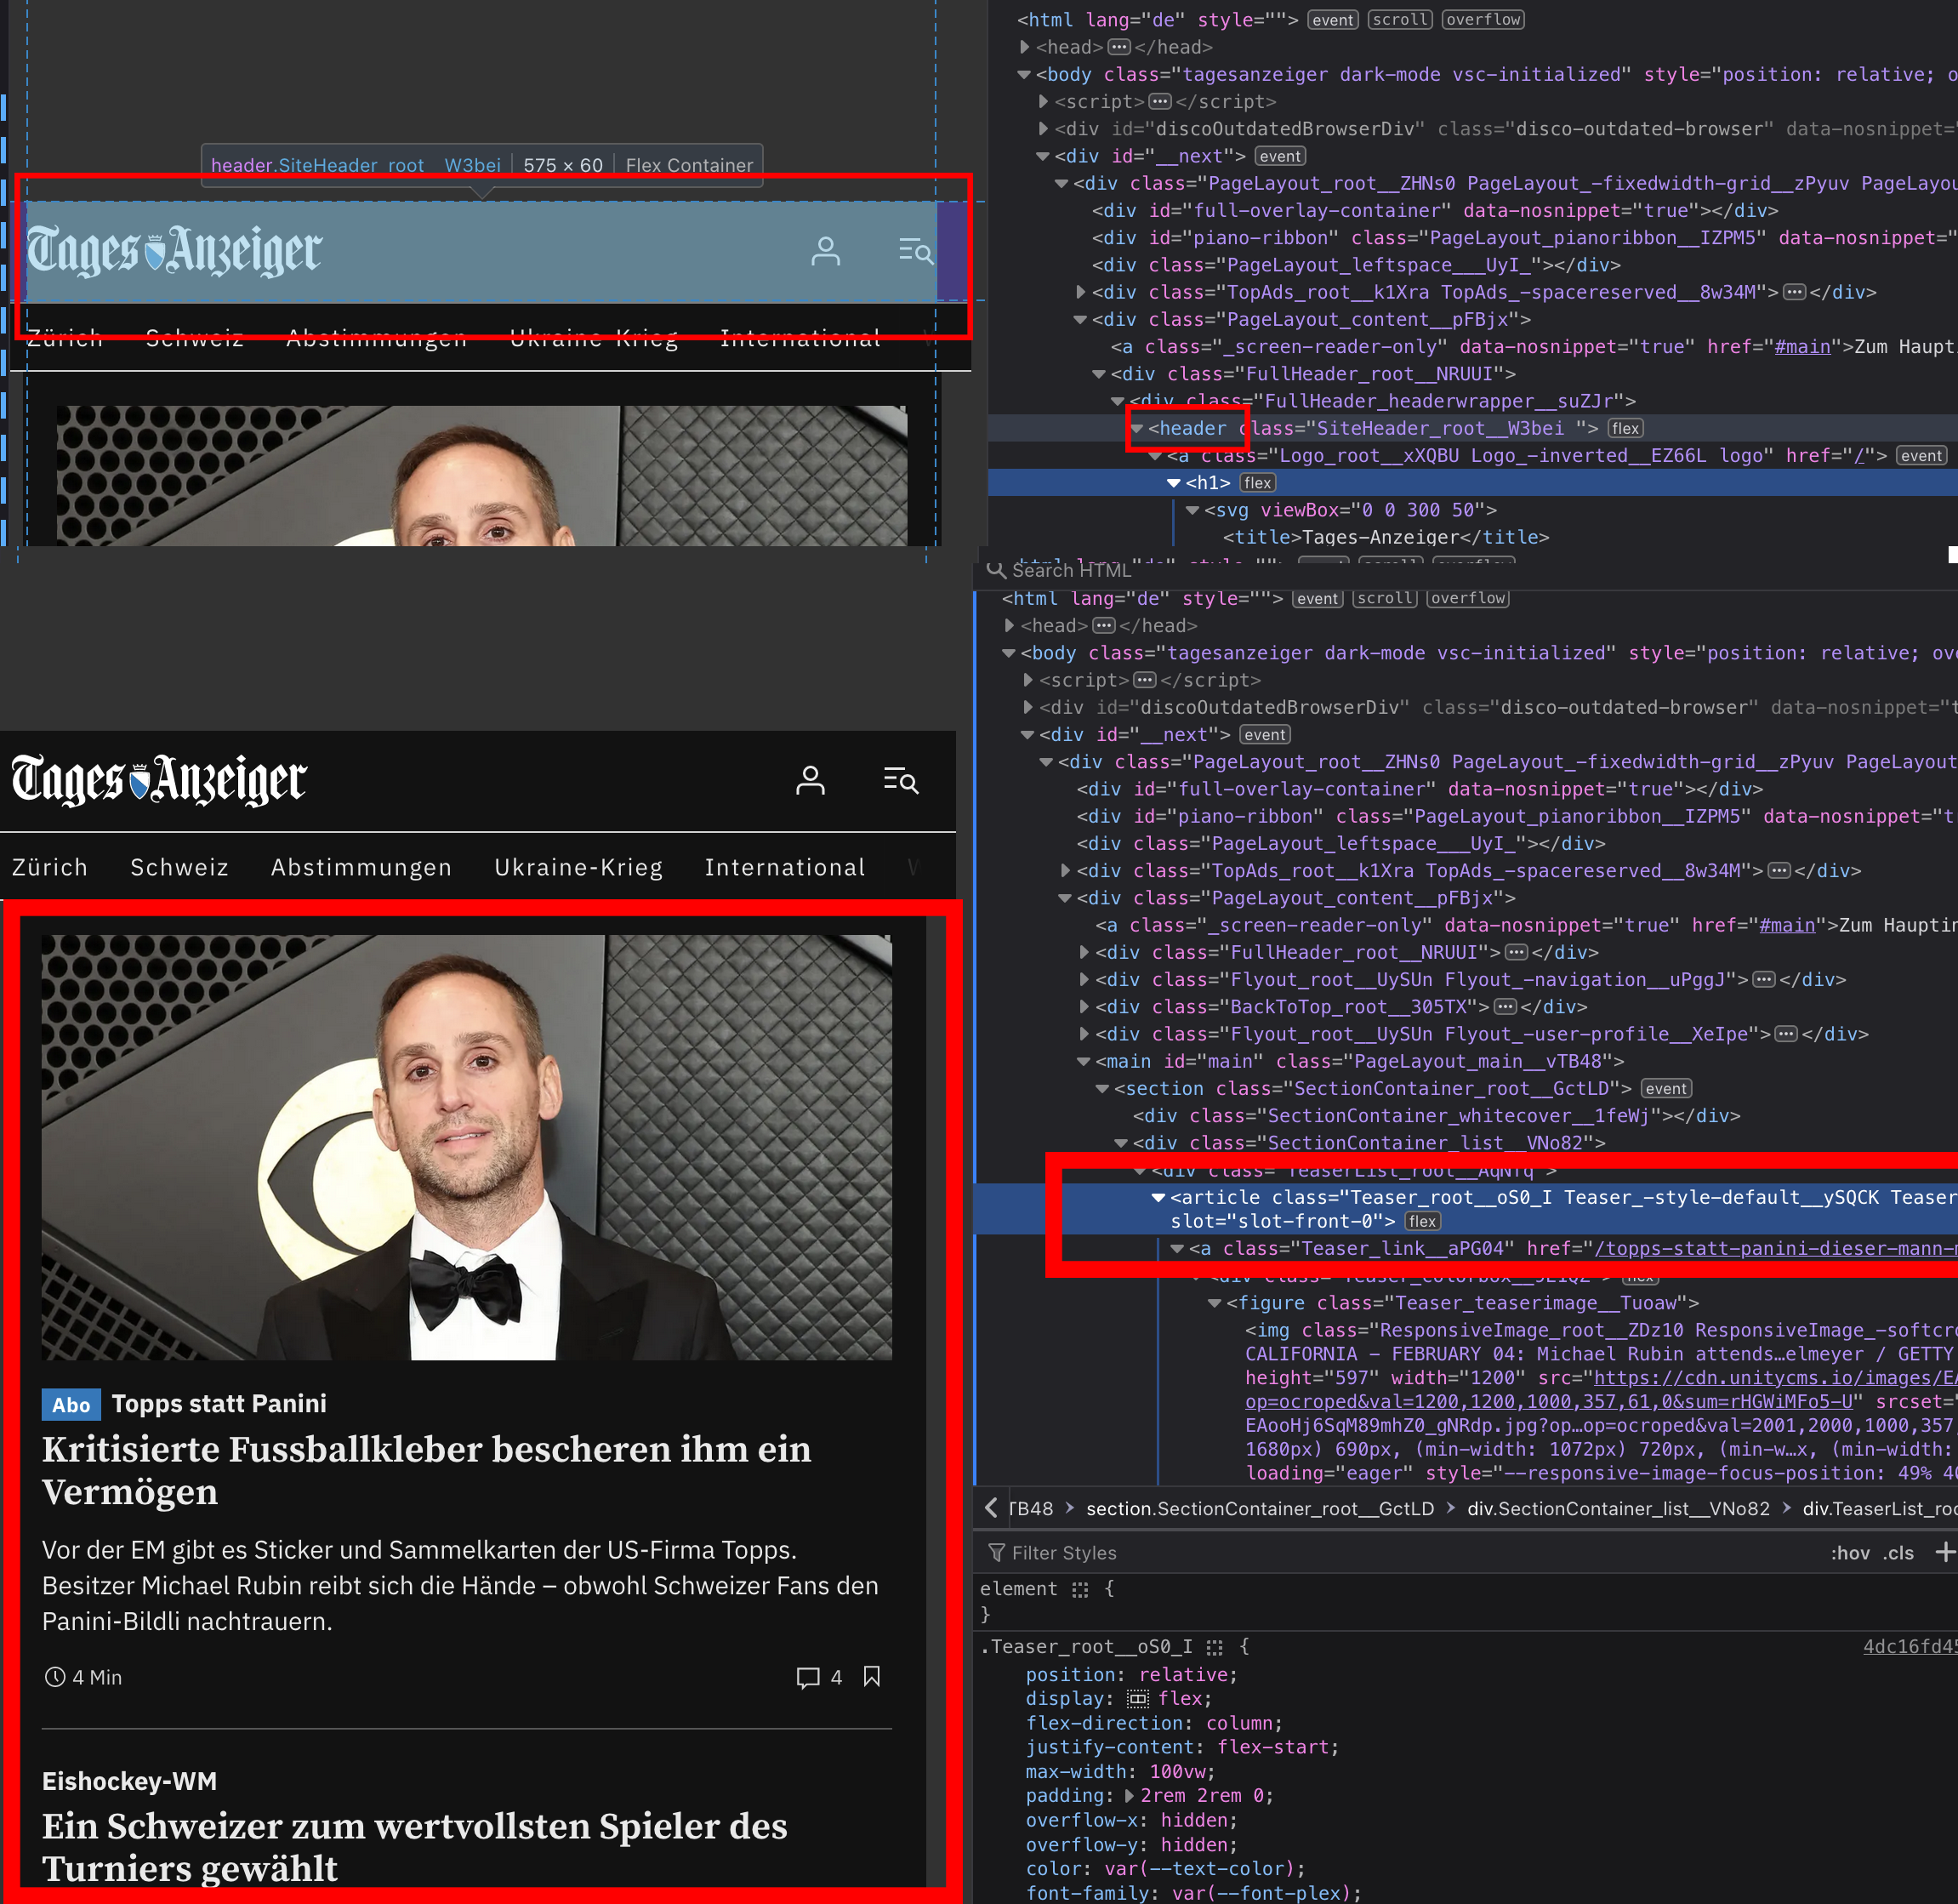 header.SiteHeader_root__W3bei | 575 × 60 | Flex Container
Tages Anzeiger
Zürich Schweiz Abstimmungen Ukraine-Krieg International
<html lang="de" style=""> event scroll overflow
<head> ••• </head>
<body class="tagesanzeiger dark-mode vsc-initialized" style="position: relative; o
<script> ••• </script>
<div id="discoOutdatedBrowserDiv" class="disco-outdated-browser" data-nosnippet="
<div id="__next"> event
<div class="PageLayout_root__ZHNs0 PageLayout_-fixedwidth-grid__zPyuv PageLayou
<div id="full-overlay-container" data-nosnippet="true"></div>
<div id="piano-ribbon" class="PageLayout_pianoribbon__IZPM5" data-nosnippet="
<div class="PageLayout_leftspace___UyI_"></div>
<div class="TopAds_root__k1Xra TopAds_-spacereserved__8w34M"> ••• </div>
<div class="PageLayout_content__pFBjx">
<a class="_screen-reader-only" data-nosnippet="true" href="#main">Zum Haupt
<div class="FullHeader_root__NRUUI">
<div class="FullHeader_headerwrapper__suZJr">
<header class="SiteHeader_root__W3bei "> flex
<a class="Logo_root__xXQBU Logo_-inverted__EZ66L logo" href="/"> event
<h1> flex
<svg viewBox="0 0 300 50">
<title>Tages-Anzeiger</title>
Search HTML
<html lang="de" style=""> event scroll overflow
<head> ••• </head>
<body class="tagesanzeiger dark-mode vsc-initialized" style="position: relative; ov
<script> ••• </script>
<div id="discoOutdatedBrowserDiv" class="disco-outdated-browser" data-nosnippet="t
<div id="__next"> event
<div class="PageLayout_root__ZHNs0 PageLayout_-fixedwidth-grid__zPyuv PageLayout
<div id="full-overlay-container" data-nosnippet="true"></div>
<div id="piano-ribbon" class="PageLayout_pianoribbon__IZPM5" data-nosnippet="t
<div class="PageLayout_leftspace___UyI_"></div>
<div class="TopAds_root__k1Xra TopAds_-spacereserved__8w34M"> ••• </div>
<div class="PageLayout_content__pFBjx">
<a class="_screen-reader-only" data-nosnippet="true" href="#main">Zum Hauptin
<div class="FullHeader_root__NRUUI"> ••• </div>
<div class="Flyout_root__UySUn Flyout_-navigation__uPggJ"> ••• </div>
<div class="BackToTop_root__305TX"> ••• </div>
<div class="Flyout_root__UySUn Flyout_-user-profile__XeIpe"> ••• </div>
<main id="main" class="PageLayout_main__vTB48">
<section class="SectionContainer_root__GctLD"> event
<div class="SectionContainer_whitecover__1feWj"></div>
<div class="SectionContainer_list__VNo82">
<div class="TeaserList_root__AqNTq">
<article class="Teaser_root__oS0_I Teaser_-style-default__ySQCK Teaser
slot="slot-front-0"> flex
<a class="Teaser_link__aPG04" href="/topps-statt-panini-dieser-mann-
<figure class="Teaser_teaserimage__Tuoaw">
<img class="ResponsiveImage_root__ZDz10 ResponsiveImage_-softcr
CALIFORNIA – FEBRUARY 04: Michael Rubin attends…elmeyer / GETTY
height="597" width="1200" src="https://cdn.unitycms.io/images/EA
op=ocroped&val=1200,1200,1000,357,61,0&sum=rHGWiMFo5-U" srcset="
EAooHj6SqM89mhZ0_gNRdp.jpg?op…op=ocroped&val=2001,2000,1000,357
1680px) 690px, (min-width: 1072px) 720px, (min-w…x, (min-width:
loading="eager" style="--responsive-image-focus-position: 49% 40
TB48 > section.SectionContainer_root__GctLD > div.SectionContainer_list__VNo82 > div.TeaserList_roo
Filter Styles :hov .cls +
element {
}
.Teaser_root__oS0_I { 4dc16fd45
position: relative;
display: flex;
flex-direction: column;
justify-content: flex-start;
max-width: 100vw;
padding: 2rem 2rem 0;
overflow-x: hidden;
overflow-y: hidden;
color: var(--text-color);
font-family: var(--font-plex);
Tages Anzeiger
Zürich Schweiz Abstimmungen Ukraine-Krieg International W
Abo Topps statt Panini
Kritisierte Fussballkleber bescheren ihm ein
Vermögen
Vor der EM gibt es Sticker und Sammelkarten der US-Firma Topps.
Besitzer Michael Rubin reibt sich die Hände – obwohl Schweizer Fans den
Panini-Bildli nachtrauern.
4 Min 4
Eishockey-WM
Ein Schweizer zum wertvollsten Spieler des
Turniers gewählt